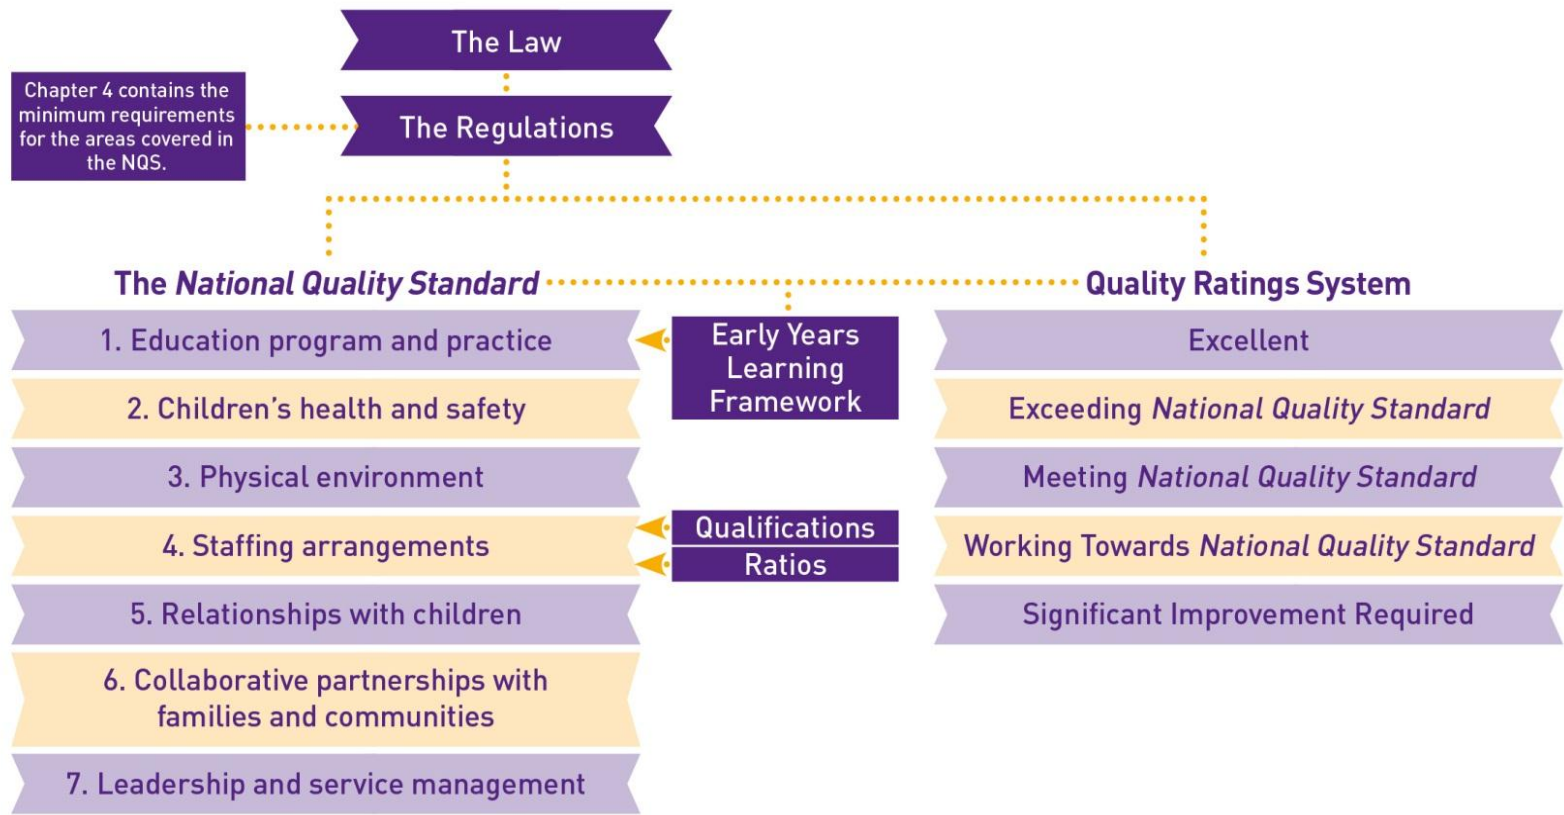 The Law
Chapter 4 contains the
minimum requirements
for the areas covered in
the NQS.
The Regulations
The National Quality Standard
Quality Ratings System
1. Education program and practice
2. Children's health and safety
3. Physical environment
4. Staffing arrangements
5. Relationships with children
6. Collaborative partnerships with
families and communities
7. Leadership and service management
Early Years
Learning
Framework
Qualifications
Ratios
Excellent
Exceeding National Quality Standard
Meeting National Quality Standard
Working Towards National Quality Standard
Significant Improvement Required